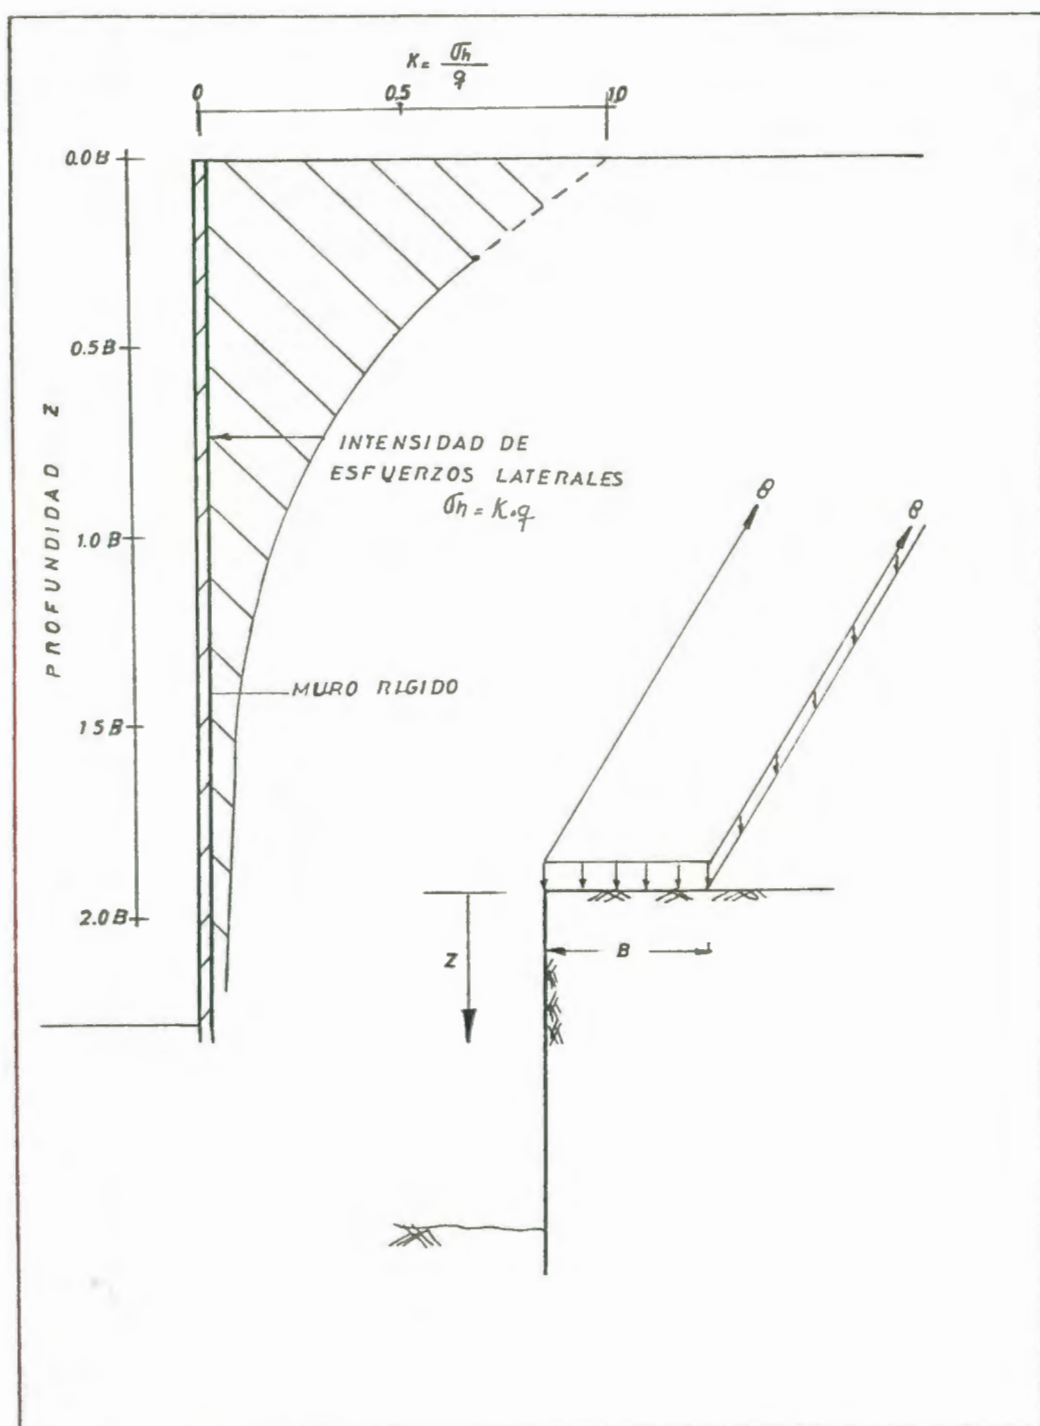 K = σh / q
0 0.5 1.0
0.0B
0.5B
1.0B
1.5B
2.0B
PROFUNDIDAD Z
INTENSIDAD DE
ESFUERZOS LATERALES
σh = K.q
MURO RIGIDO
∞
∞
Z
B